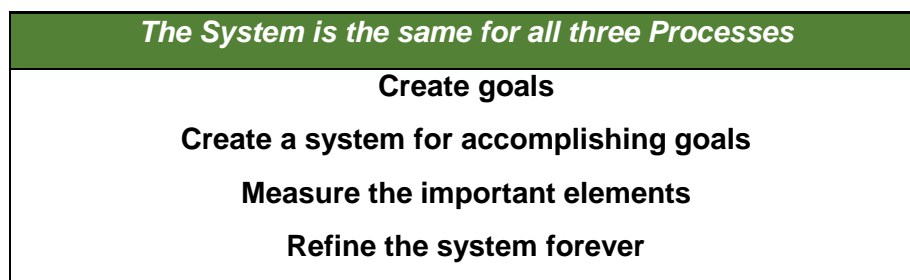 The System is the same for all three Processes
Create goals
Create a system for accomplishing goals
Measure the important elements
Refine the system forever